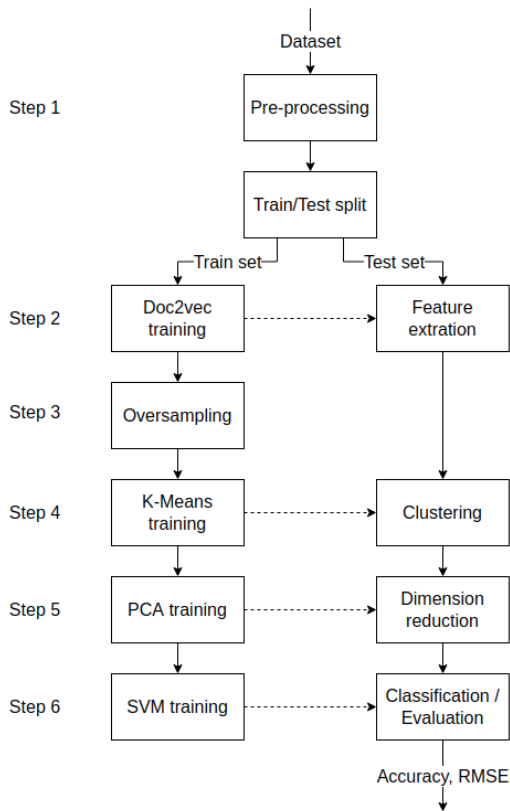 Dataset
Step 1
Pre-processing
Train/Test split
Train set
Test set
Step 2
Doc2vec
training
Feature
extration
Step 3
Oversampling
Step 4
K-Means
training
Clustering
Step 5
PCA training
Dimension
reduction
Step 6
SVM training
Classification /
Evaluation
Accuracy, RMSE